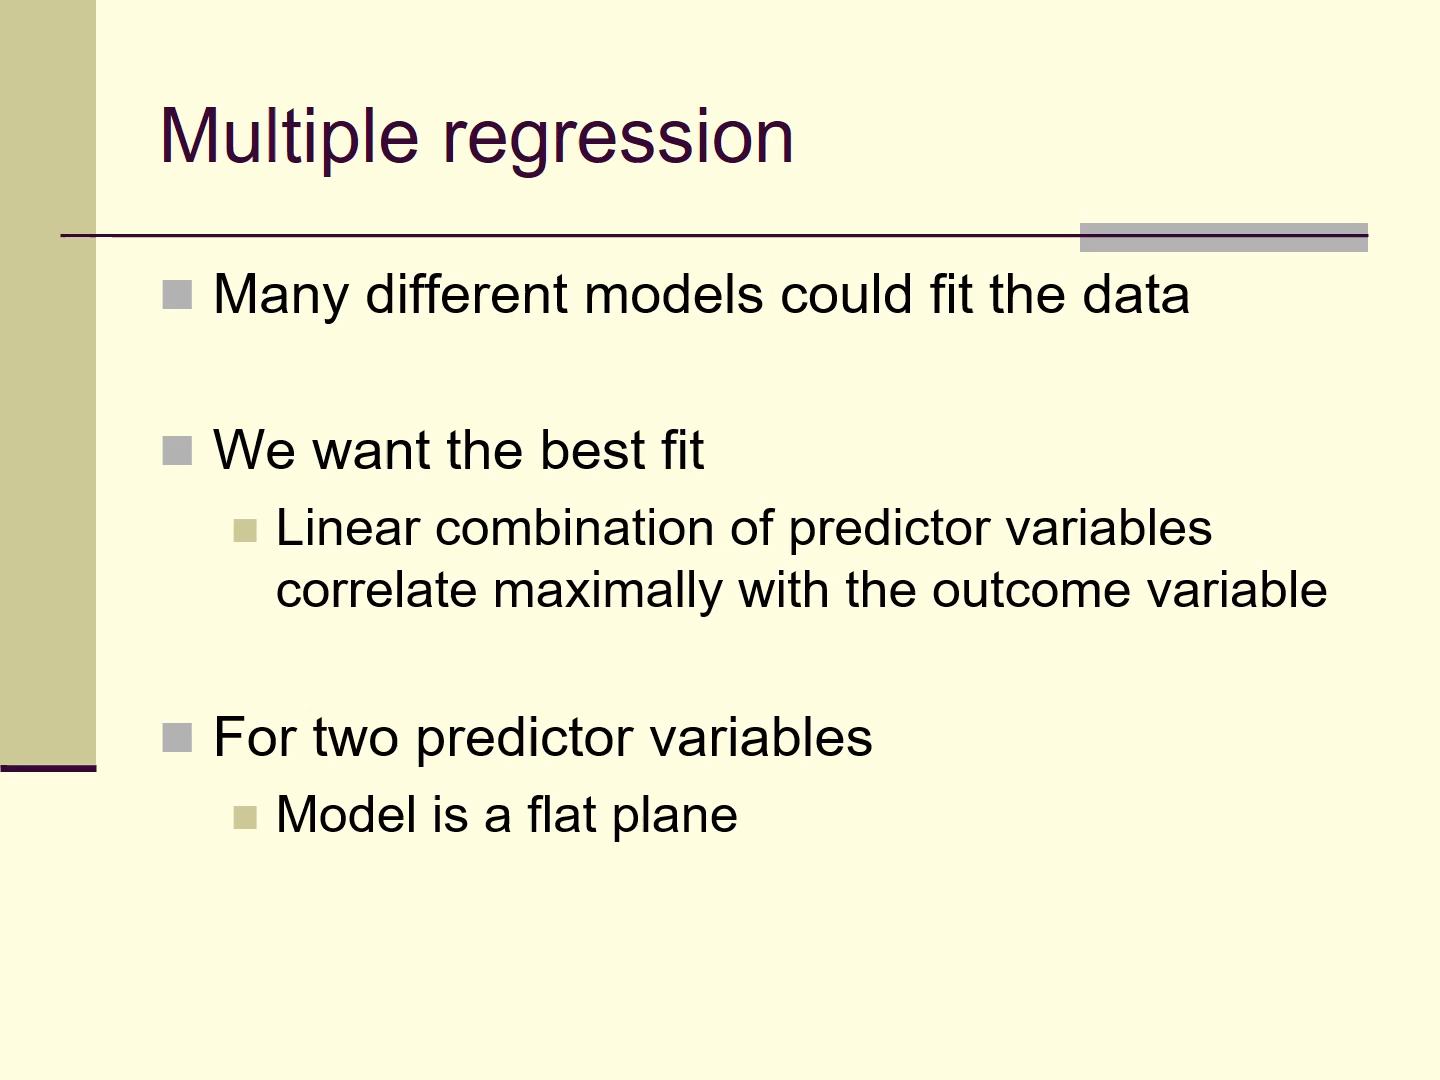 Multiple regression
Many different models could fit the data
We want the best fit
Linear combination of predictor variables
correlate maximally with the outcome variable
For two predictor variables
Model is a flat plane